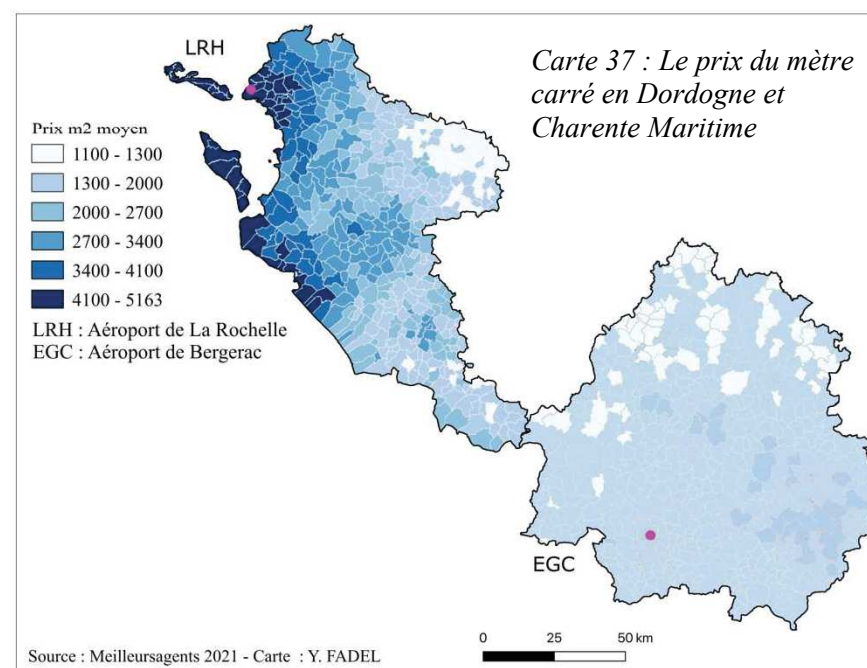 LRH
Carte 37 : Le prix du mètre
carré en Dordogne et
Charente Maritime
Prix m2 moyen
1100 - 1300
1300 - 2000
2000 - 2700
2700 - 3400
3400 - 4100
4100 - 5163
LRH : Aéroport de La Rochelle
EGC : Aéroport de Bergerac
EGC
0 25 50 km
Source : Meilleursagents 2021 - Carte : Y. FADEL